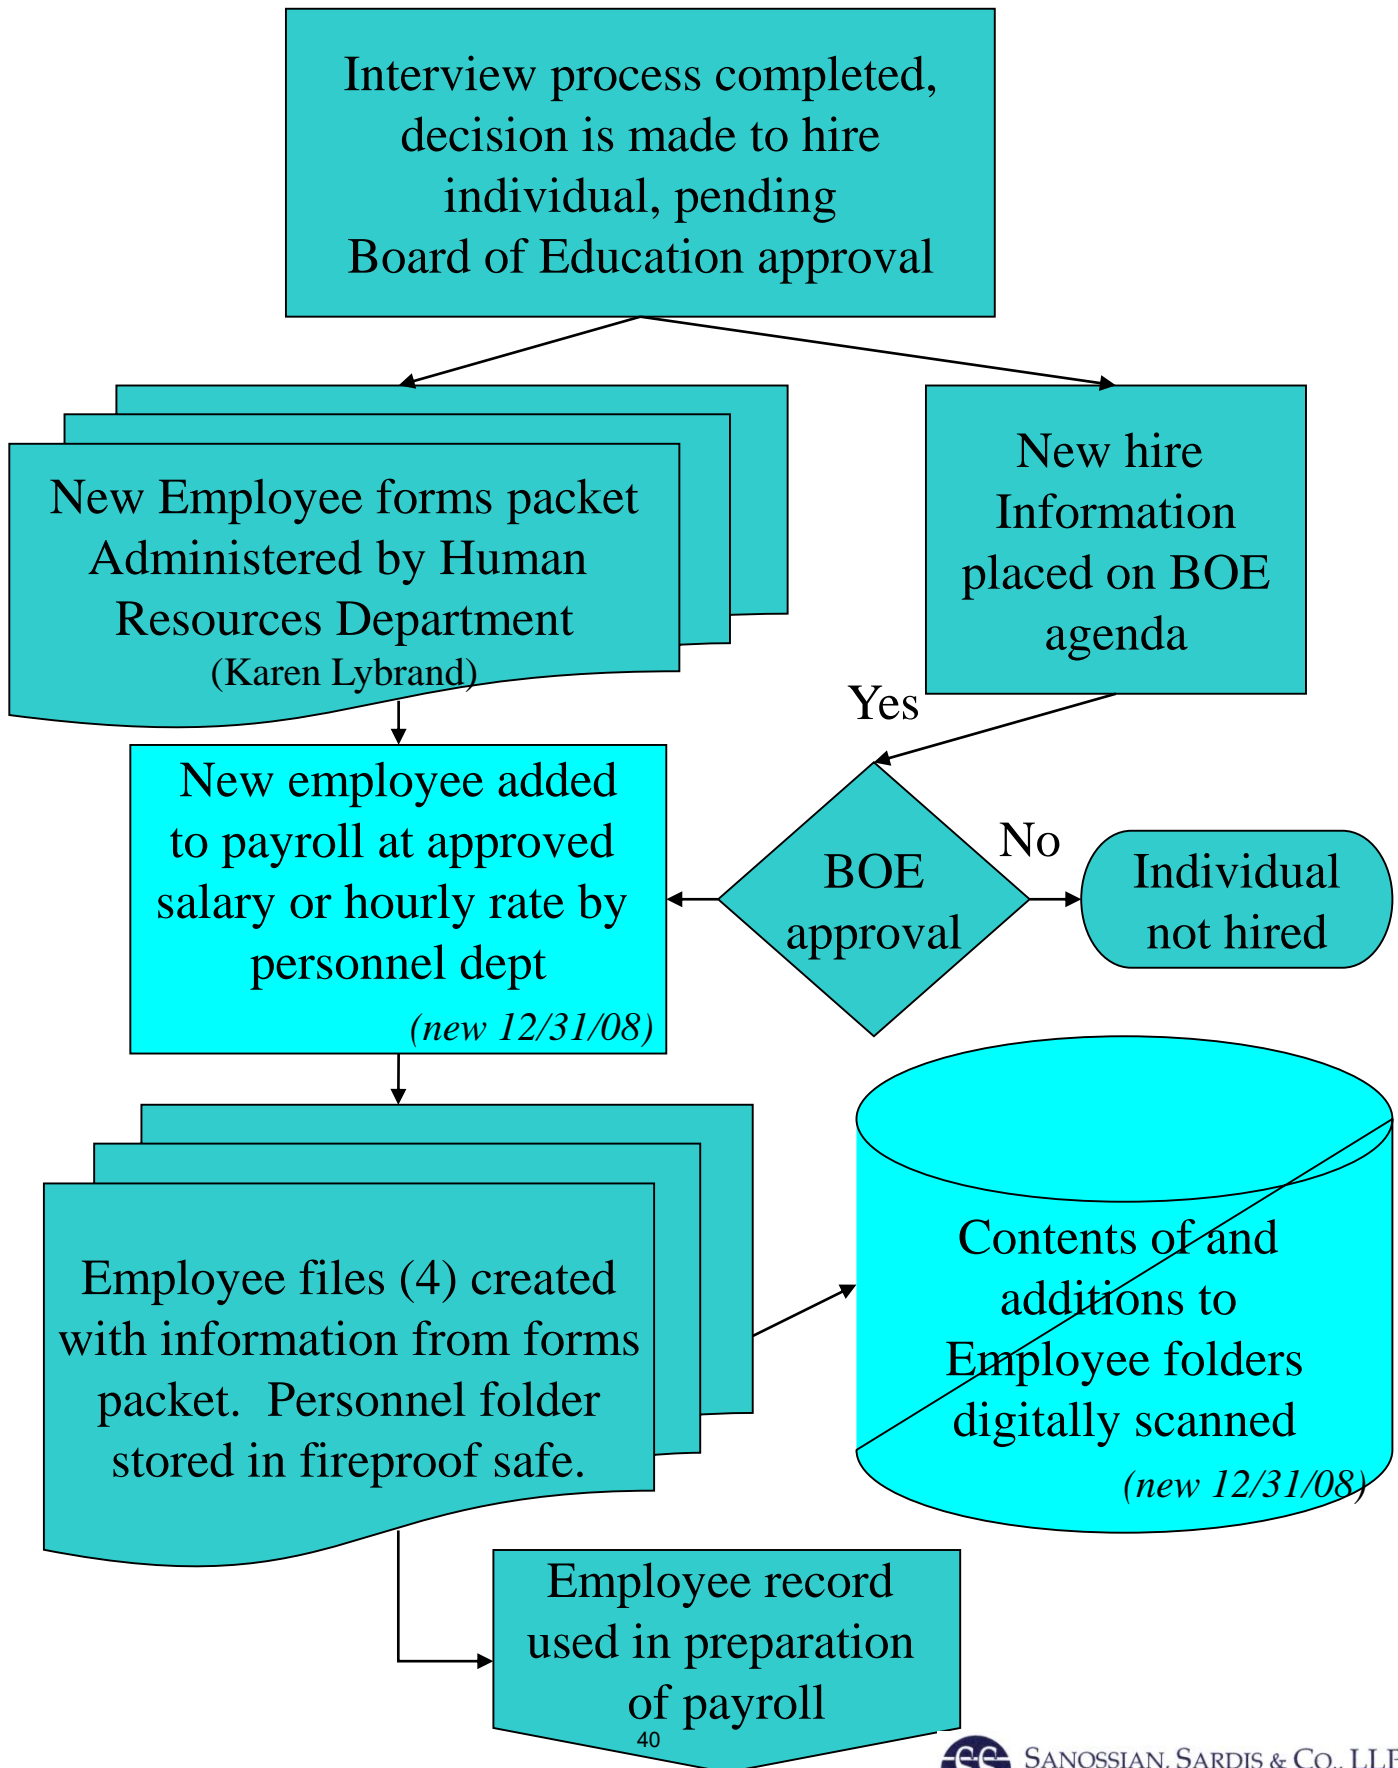 Interview process completed,
decision is made to hire
individual, pending
Board of Education approval
New Employee forms packet
Administered by Human
Resources Department
(Karen Lybrand)
New hire
Information
placed on BOE
agenda
Yes
New employee added
to payroll at approved
salary or hourly rate by
personnel dept
(new 12/31/08)
BOE
approval
No
Individual
not hired
Employee files (4) created
with information from forms
packet.  Personnel folder
stored in fireproof safe.
Contents of and
additions to
Employee folders
digitally scanned
(new 12/31/08)
Employee record
used in preparation
of payroll
40
SANOSSIAN, SARDIS & CO., LLP